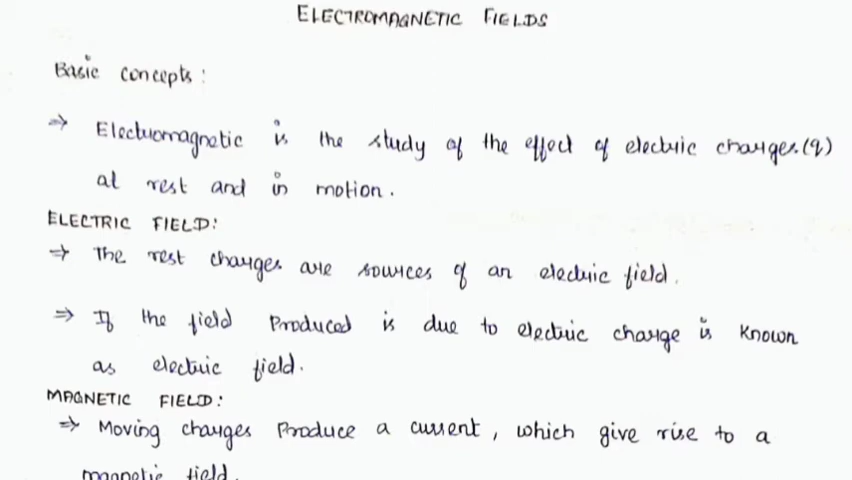 ELECTROMAGNETIC FIELDS
Basic concepts:
⇒ Electromagnetic is the study of the effect of electric charges.(q)
at rest and in motion.
ELECTRIC FIELD:
⇒ The rest charges are sources of an electric field.
⇒ If the field Produced is due to electric charge is known
as electric field.
MAGNETIC FIELD:
⇒ Moving charges Produce a current, which give rise to a
magnetic field.